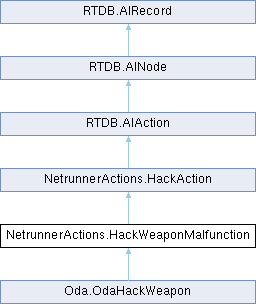 RTDB.AIRecord
RTDB.AINode
RTDB.AIAction
NetrunnerActions.HackAction
NetrunnerActions.HackWeaponMalfunction
Oda.OdaHackWeapon